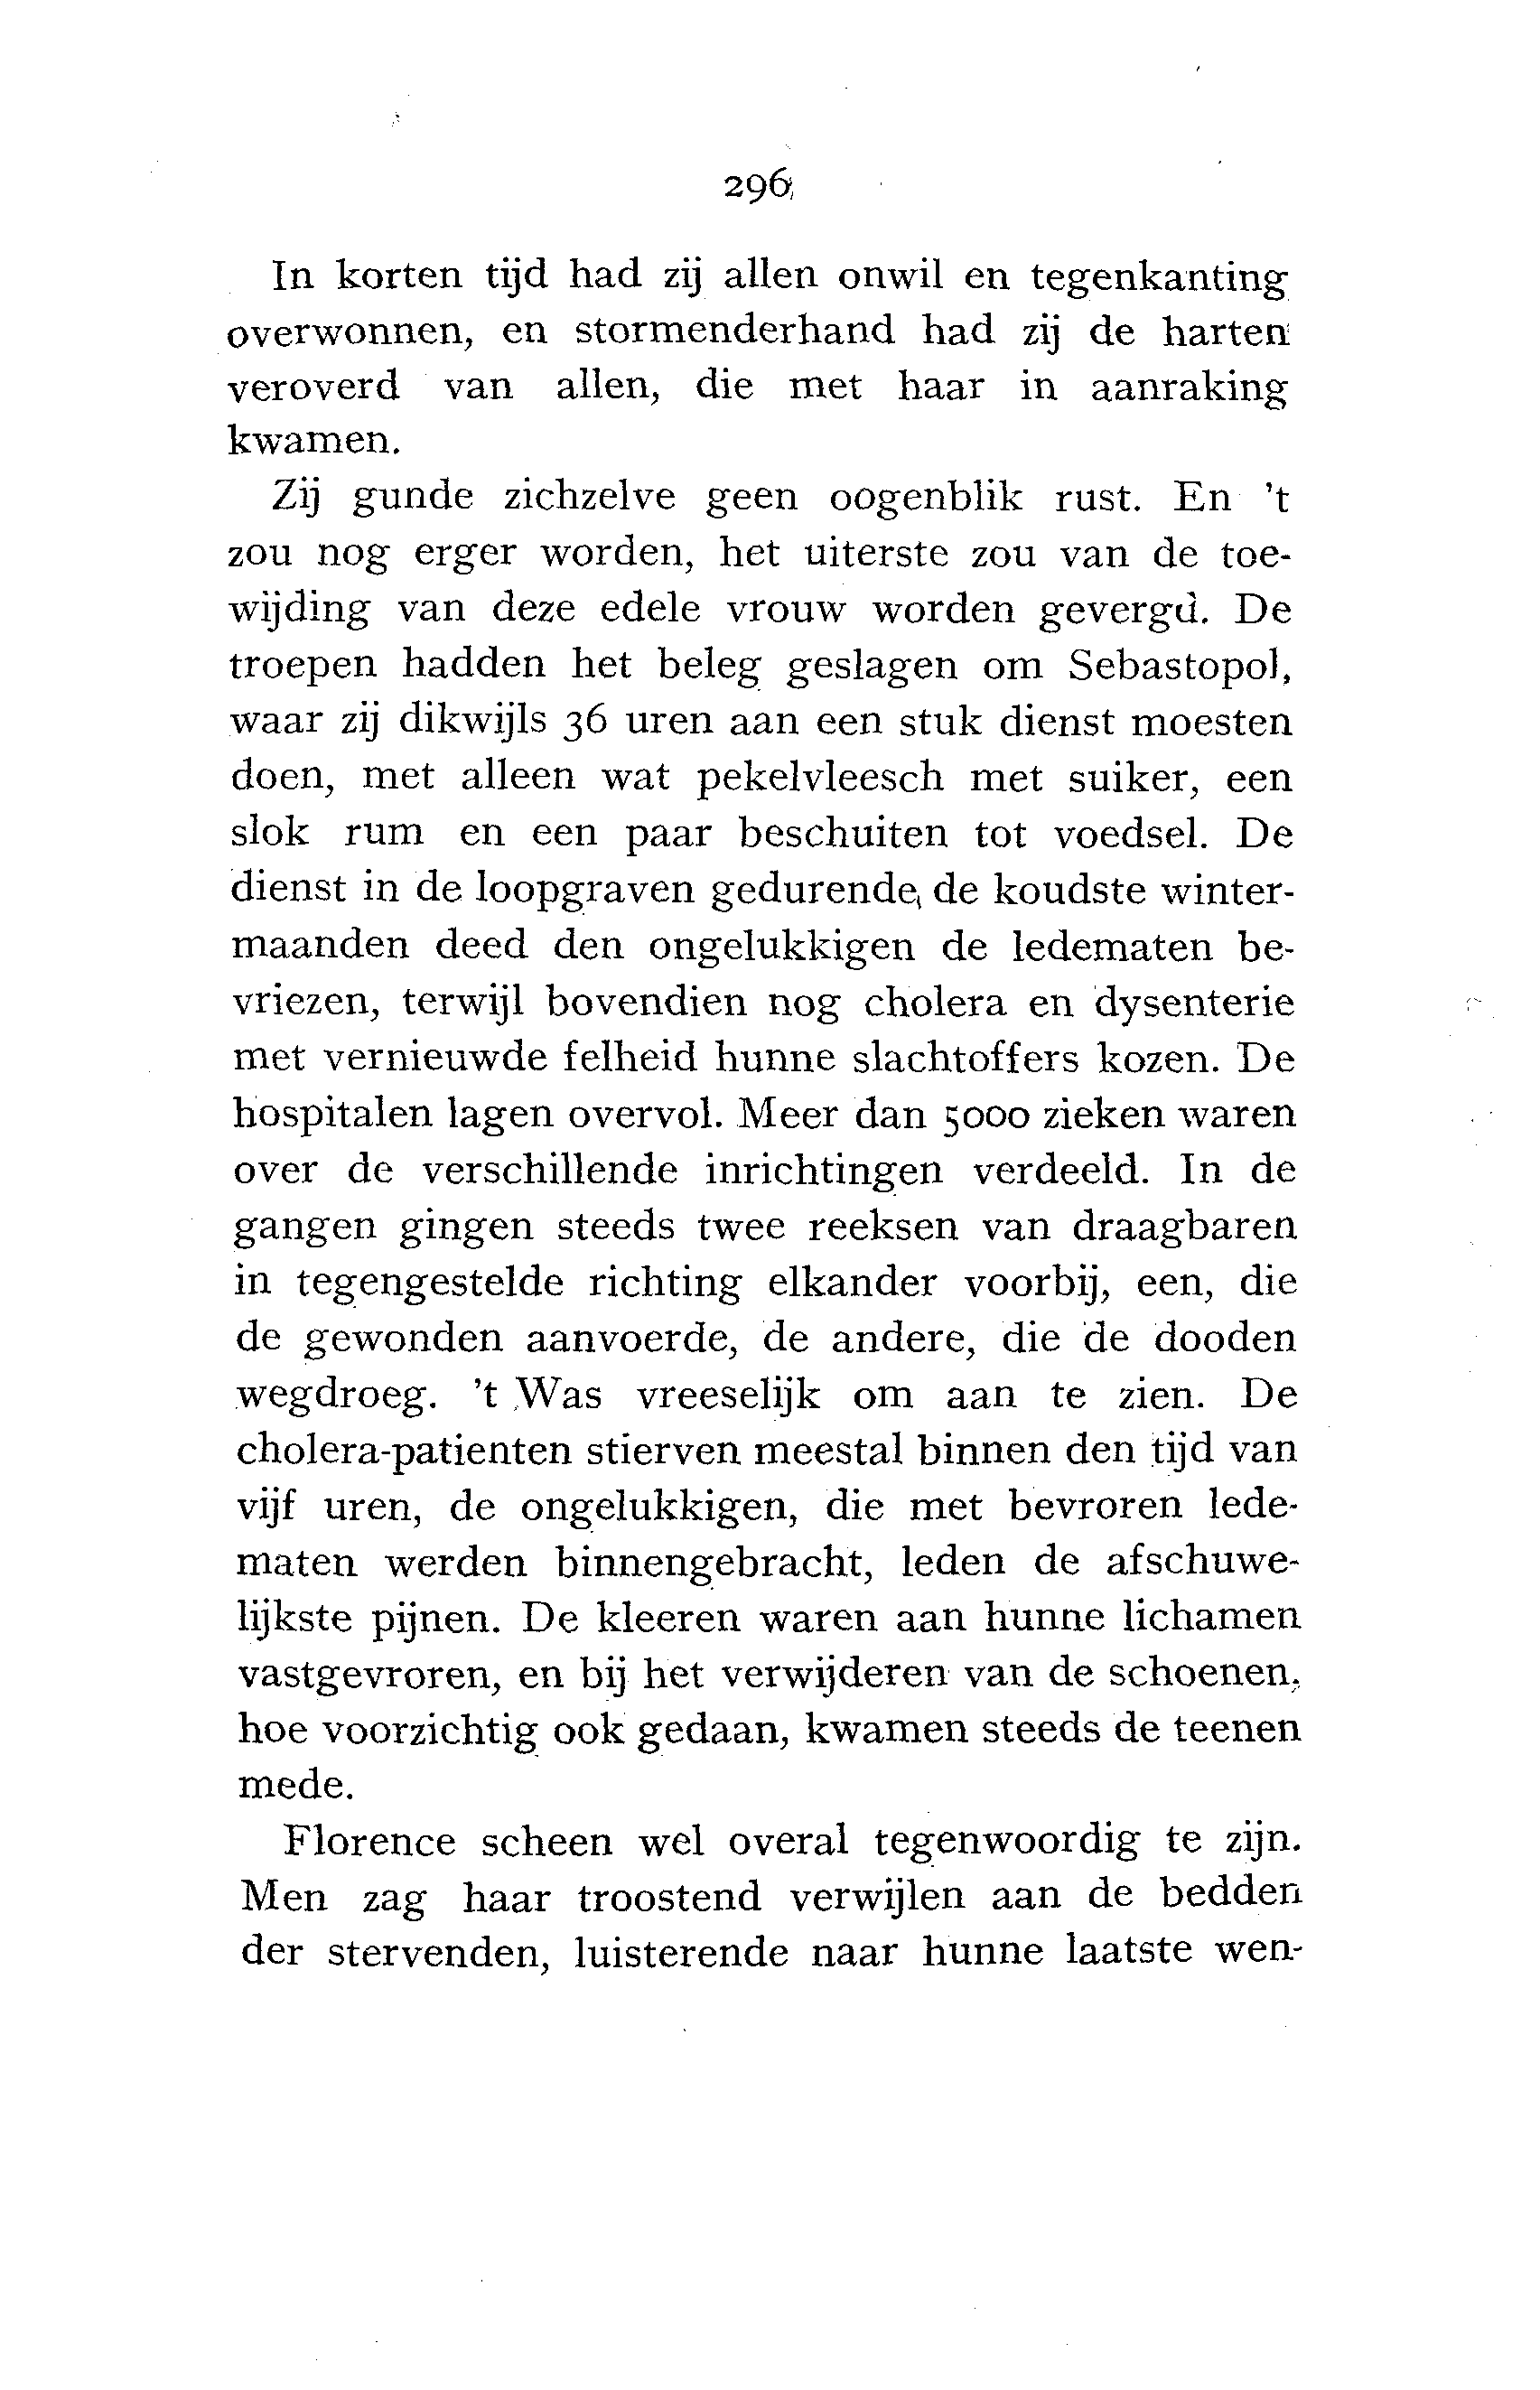 296
In korten tijd had zij allen onwil en tegenkanting
overwonnen, en stormenderhand had zij de harten
veroverd van allen, die met haar in aanraking
kwamen.
Zij gunde zichzelve geen oogenblik rust. En 't
zou nog erger worden, het uiterste zou van de toe-
wijding van deze edele vrouw worden gevergd. De
troepen hadden het beleg geslagen om Sebastopol,
waar zij dikwijls 36 uren aan een stuk dienst moesten
doen, met alleen wat pekelvleesch met suiker, een
slok rum en een paar beschuiten tot voedsel. De
dienst in de loopgraven gedurende de koudste winter-
maanden deed den ongelukkigen de ledematen be-
vriezen, terwijl bovendien nog cholera en dysenterie
met vernieuwde felheid hunne slachtoffers kozen. De
hospitalen lagen overvol. Meer dan 5000 zieken waren
over de verschillende inrichtingen verdeeld. In de
gangen gingen steeds twee reeksen van draagbaren
in tegengestelde richting elkander voorbij, een, die
de gewonden aanvoerde, de andere, die de dooden
wegdroeg. 't Was vreeselijk om aan te zien. De
cholera-patienten stierven meestal binnen den tijd van
vijf uren, de ongelukkigen, die met bevroren lede-
maten werden binnengebracht, leden de afschuwe-
lijkste pijnen. De kleeren waren aan hunne lichamen
vastgevroren, en bij het verwijderen van de schoenen,
hoe voorzichtig ook gedaan, kwamen steeds de teenen
mede.
Florence scheen wel overal tegenwoordig te zijn.
Men zag haar troostend verwijlen aan de bedden
der stervenden, luisterende naar hunne laatste wen-